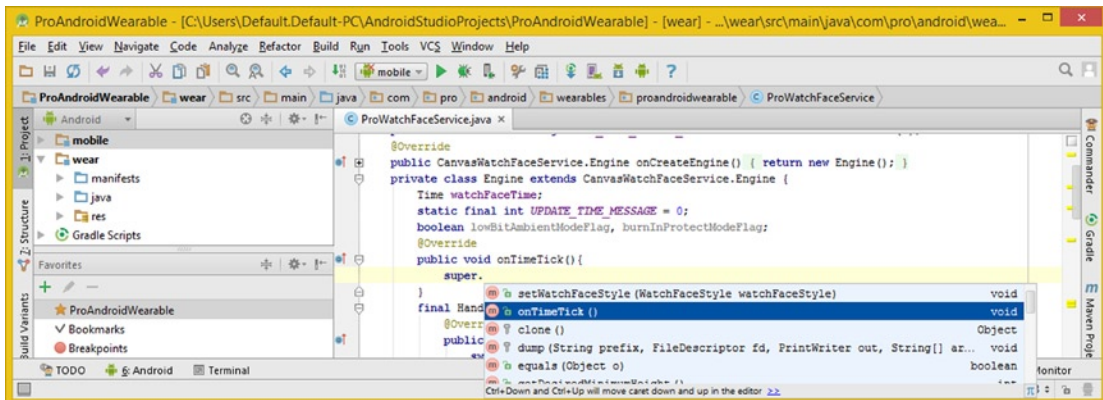 ProAndroidWearable - [C:\Users\Default.Default-PC\AndroidStudioProjects\ProAndroidWearable] - [wear] - ...\wear\src\main\java\com\pro\android\wea...
File Edit View Navigate Code Analyze Refactor Build Run Tools VCS Window Help
mobile
ProAndroidWearable wear src main java com pro android wearables proandroidwearable ProWatchFaceService
1: Project
Android
ProWatchFaceService.java
mobile
wear
manifests
java
res
Gradle Scripts
Z: Structure
Favorites
ProAndroidWearable
Bookmarks
Breakpoints
Build Variants
@Override
public CanvasWatchFaceService.Engine onCreateEngine() { return new Engine(); }
private class Engine extends CanvasWatchFaceService.Engine {
Time watchFaceTime;
static final int UPDATE_TIME_MESSAGE = 0;
boolean lowBitAmbientModeFlag, burnInProtectModeFlag;
@Override
public void onTimeTick(){
super.
}
final Hand
@Overr
public
setWatchFaceStyle(WatchFaceStyle watchFaceStyle) void
onTimeTick() void
clone() Object
dump(String prefix, FileDescriptor fd, PrintWriter out, String[] ar... void
equals(Object o) boolean
getDesiredMinimumHeight() int
Ctrl+Down and Ctrl+Up will move caret down and up in the editor >>
Commander
Gradle
Maven Proje
TODO 6: Android Terminal
Monitor